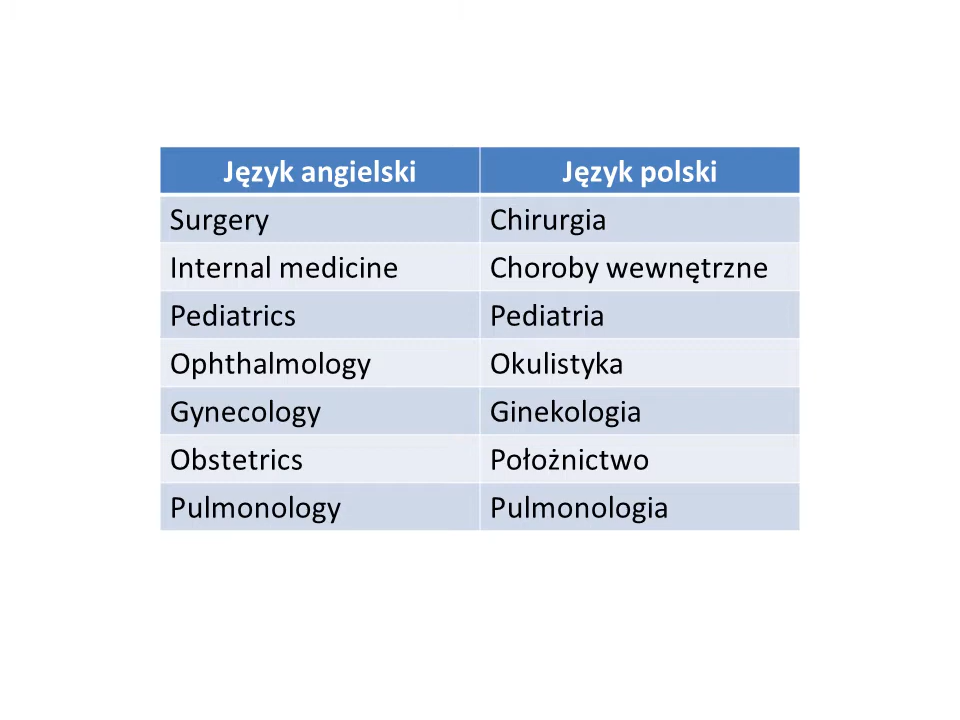 Język angielski Język polski
Surgery Chirurgia
Internal medicine Choroby wewnętrzne
Pediatrics Pediatria
Ophthalmology Okulistyka
Gynecology Ginekologia
Obstetrics Położnictwo
Pulmonology Pulmonologia